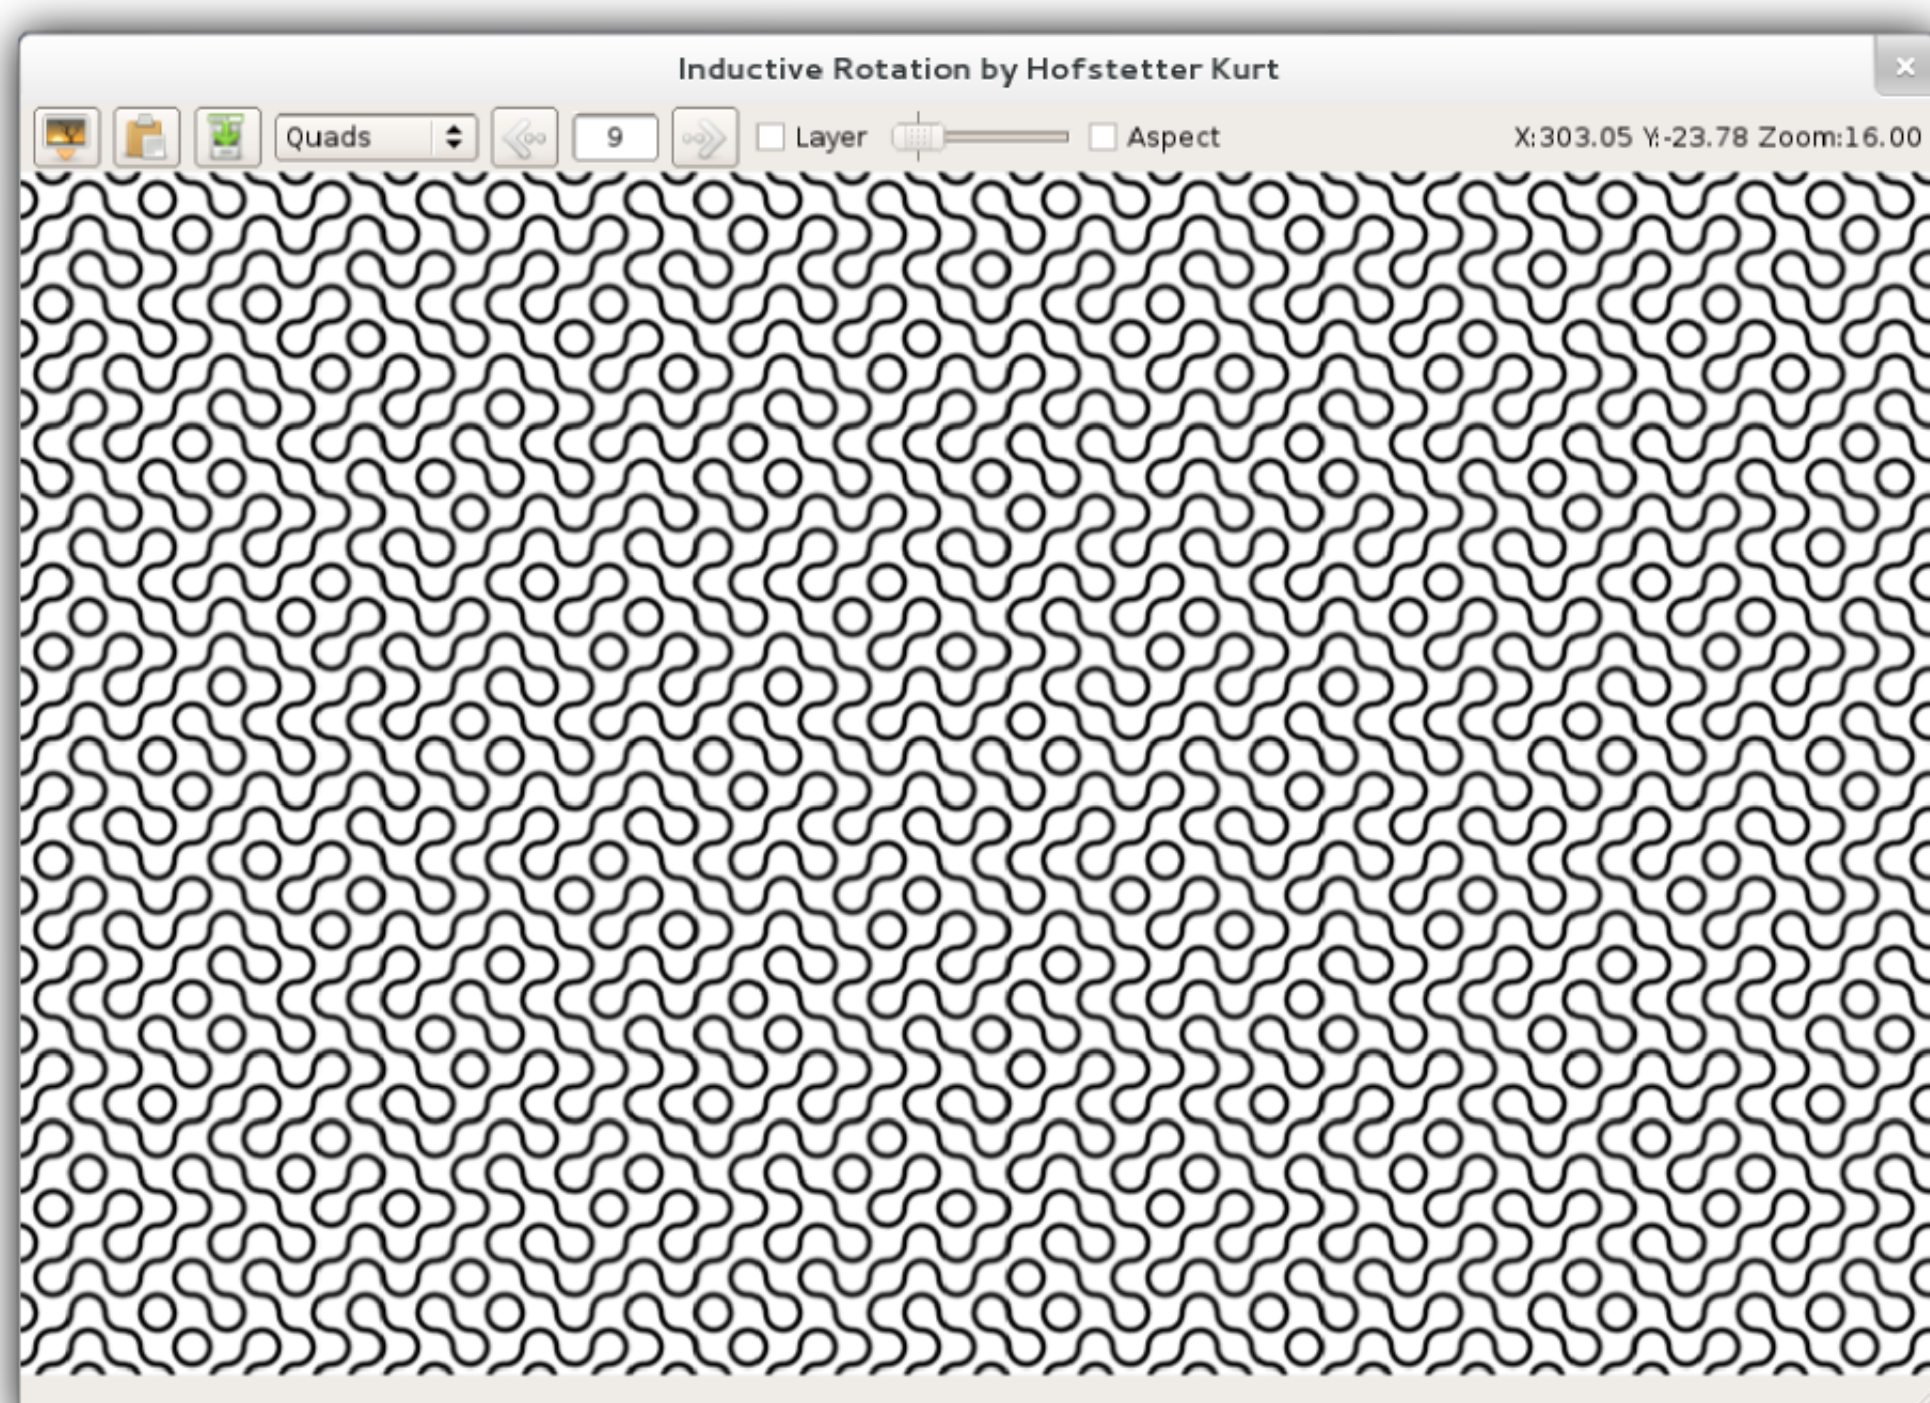 Inductive Rotation by Hofstetter Kurt
Quads 9 Layer Aspect X:303.05 Y:-23.78 Zoom:16.00